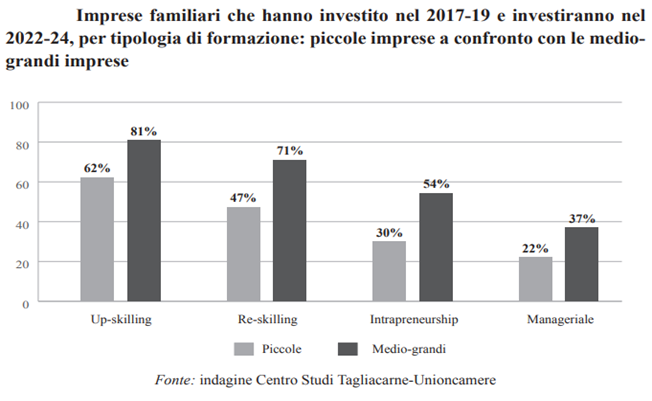 Imprese familiari che hanno investito nel 2017-19 e investiranno nel
2022-24, per tipologia di formazione: piccole imprese a confronto con le medio-
grandi imprese
100
80
60
40
20
0
62%
81%
47%
71%
30%
54%
22%
37%
Up-skilling
Re-skilling
Intrapreneurship
Manageriale
Piccole
Medio-grandi
Fonte: indagine Centro Studi Tagliacarne-Unioncamere